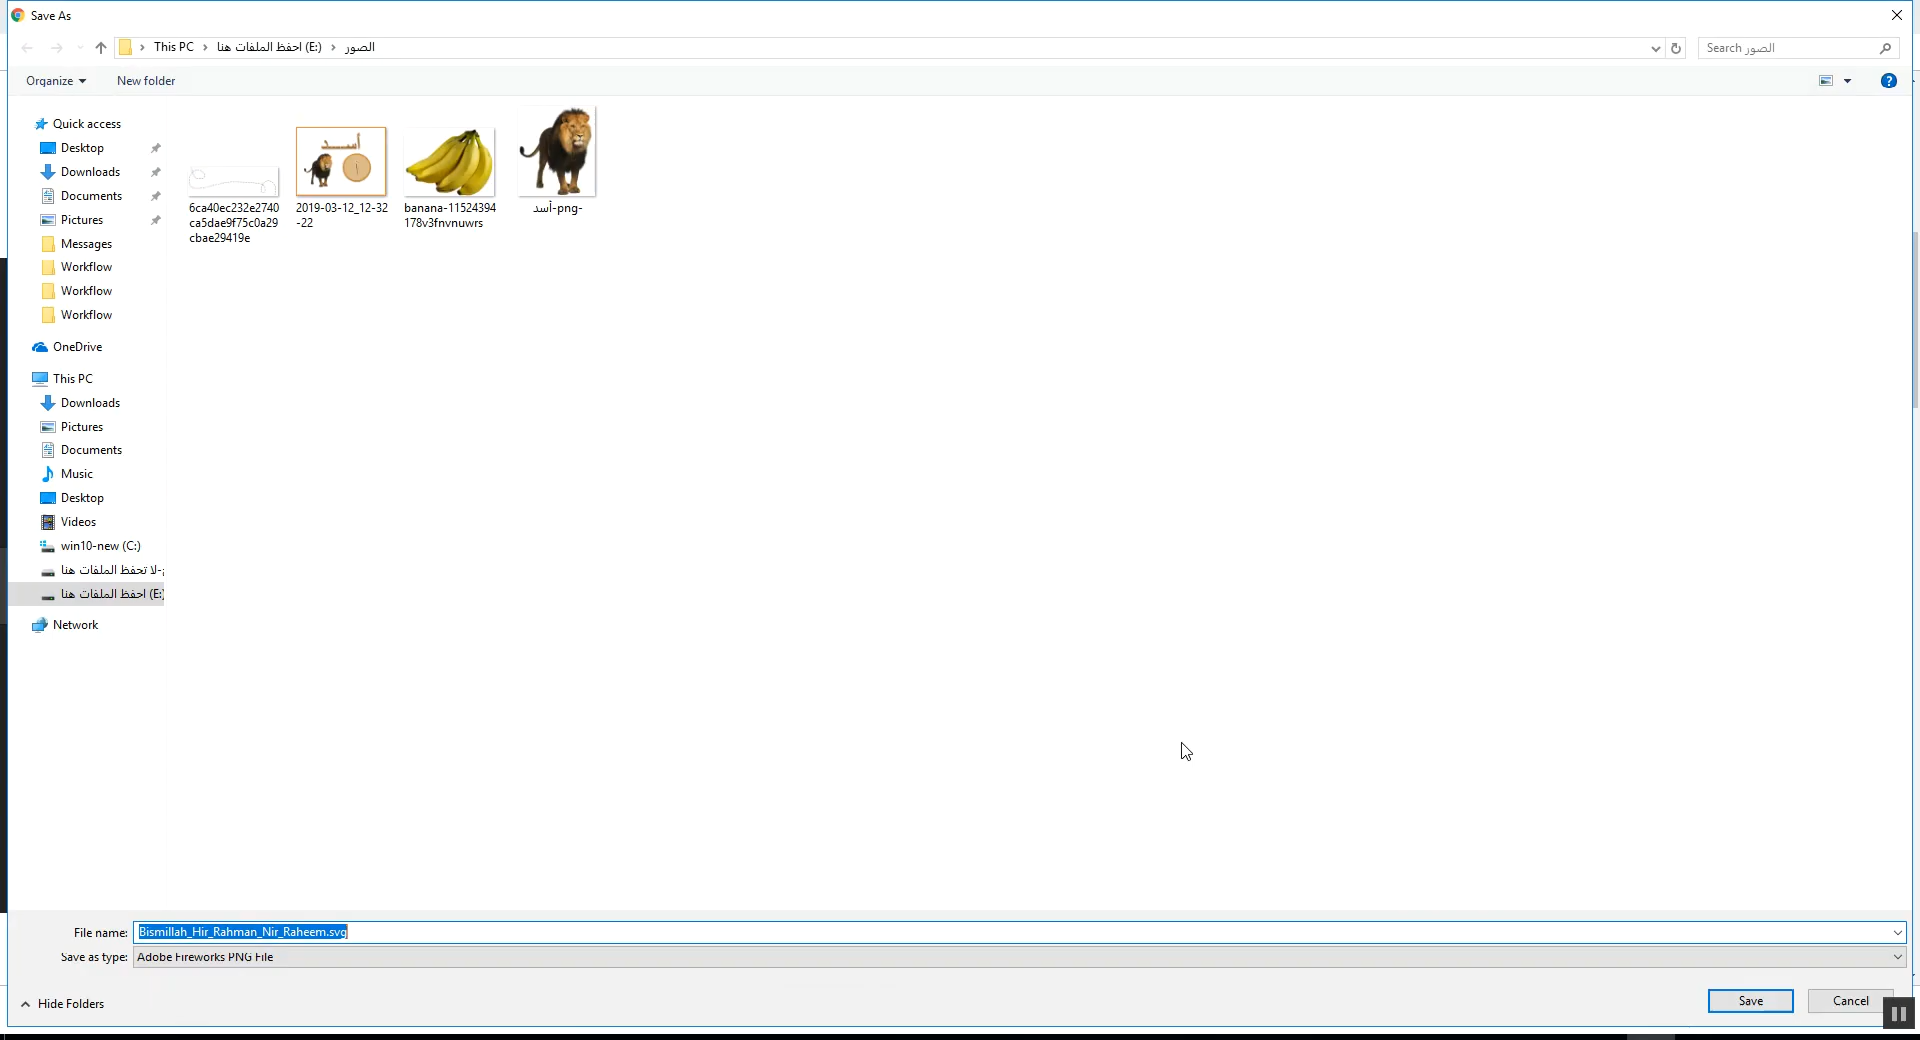 Save As
This PC > احفظ الملفات هنا (E:) > الصور
Search الصور
Organize
New folder
Quick access
Desktop
Downloads
Documents
Pictures
Messages
Workflow
Workflow
Workflow
OneDrive
This PC
Downloads
Pictures
Documents
Music
Desktop
Videos
win10-new (C:)
لا تحفظ الملفات هنا-
احفظ الملفات هنا (E:)
Network
أسد
أ
6ca40ec232e2740
ca5dae9f75c0a29
cbae29419e
2019-03-12_12-32
-22
banana-11524394
178v3fnvnuwrs
أسد-png-
File name: Bismillah_Hir_Rahman_Nir_Raheem.svg
Save as type: Adobe Fireworks PNG File
Hide Folders
Save
Cancel